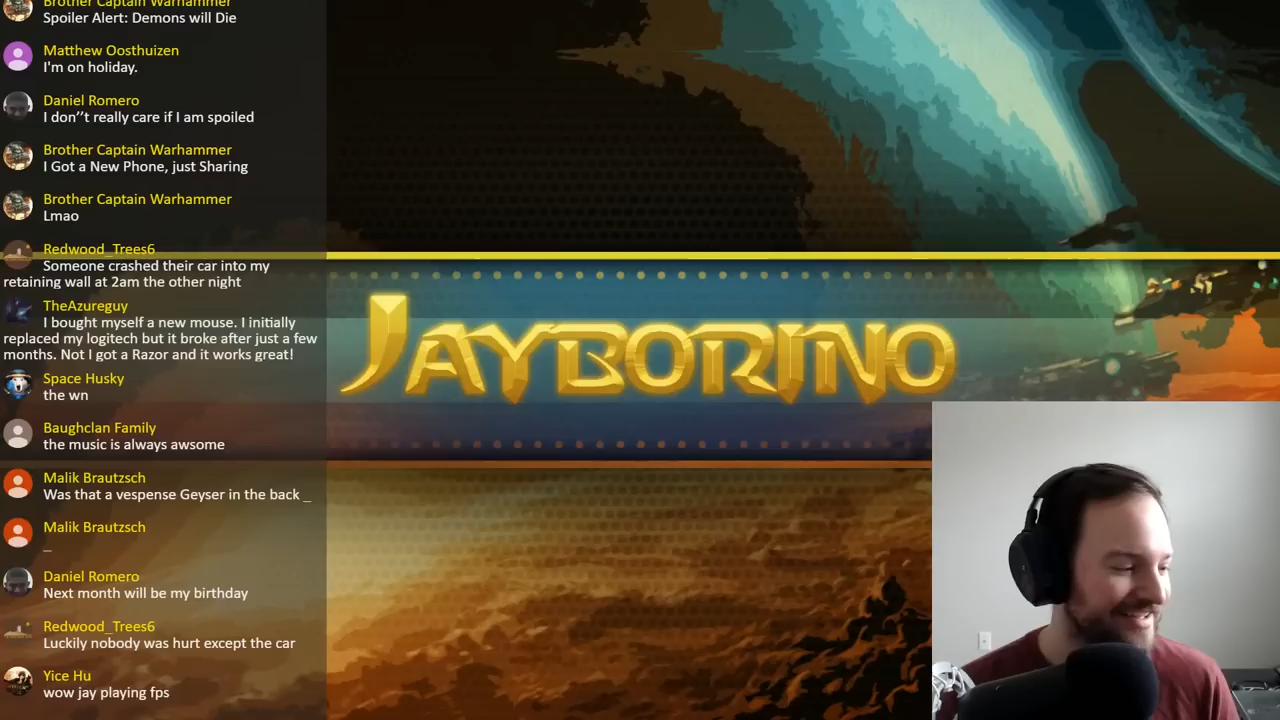 Brother Captain Warhammer
Spoiler Alert: Demons will Die
Matthew Oosthuizen
I'm on holiday.
Daniel Romero
I don''t really care if I am spoiled
Brother Captain Warhammer
I Got a New Phone, just Sharing
Brother Captain Warhammer
Lmao
Redwood_Trees6
Someone crashed their car into my
retaining wall at 2am the other night
TheAzureguy
I bought myself a new mouse. I initially
replaced my logitech but it broke after just a few
months. Not I got a Razor and it works great!
Space Husky
the wn
Baughclan Family
the music is always awsome
Malik Brautzsch
Was that a vespense Geyser in the back _
Malik Brautzsch
_
Daniel Romero
Next month will be my birthday
Redwood_Trees6
Luckily nobody was hurt except the car
Yice Hu
wow jay playing fps
JAYBORINO